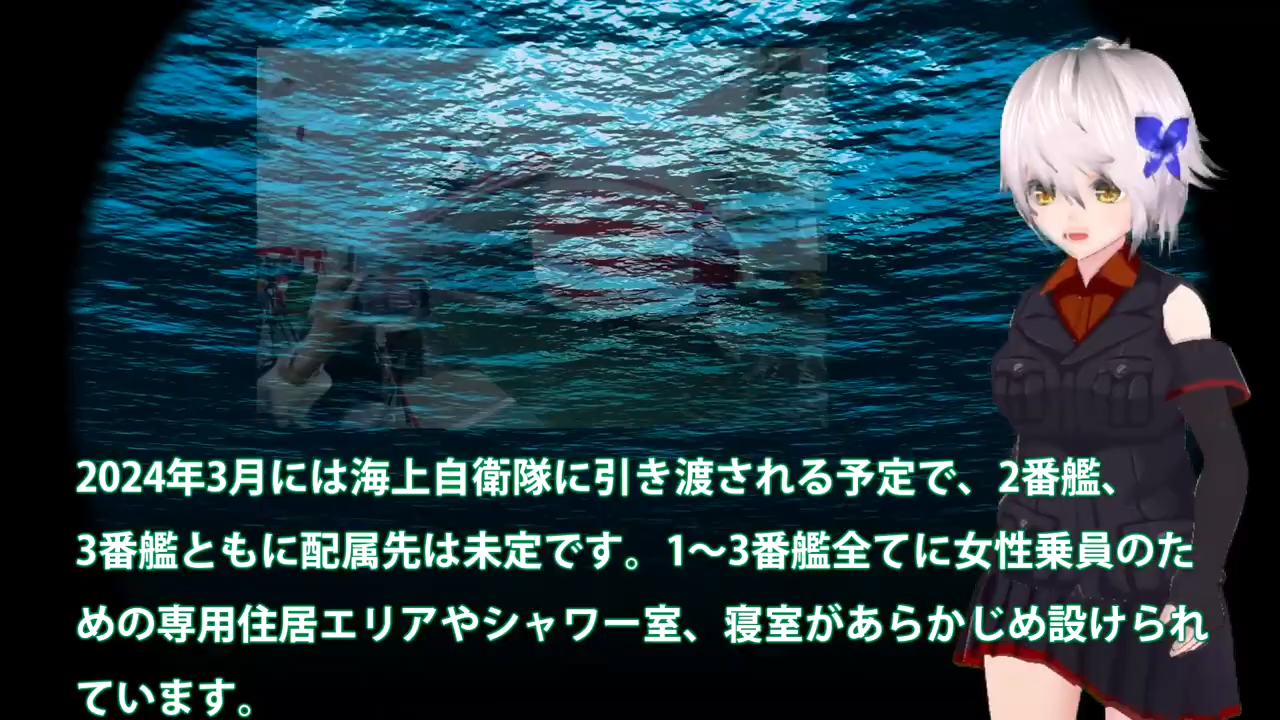 2024年3月には海上自衛隊に引き渡される予定で、2番艦、
3番艦ともに配属先は未定です。1～3番艦全てに女性乗員のた
めの専用住居エリアやシャワー室、寝室があらかじめ設けられ
ています。